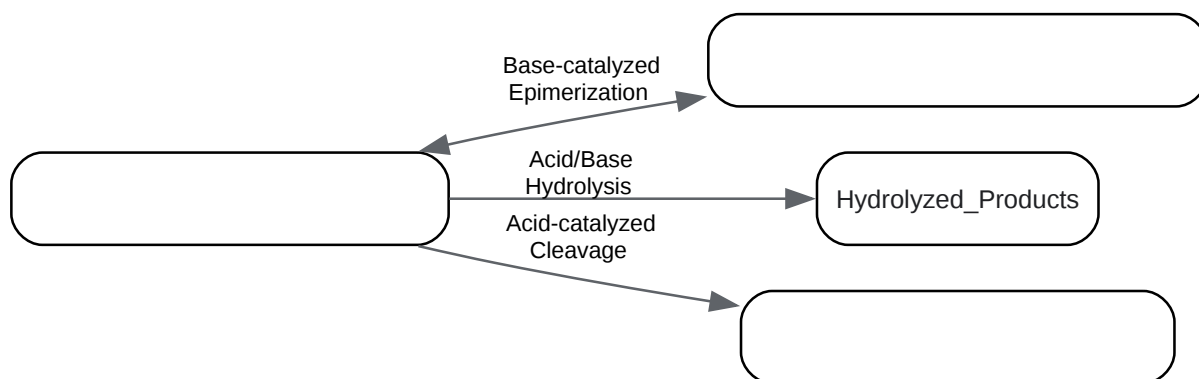 Base-catalyzed
Epimerization
Acid/Base
Hydrolysis
Hydrolyzed_Products
Acid-catalyzed
Cleavage